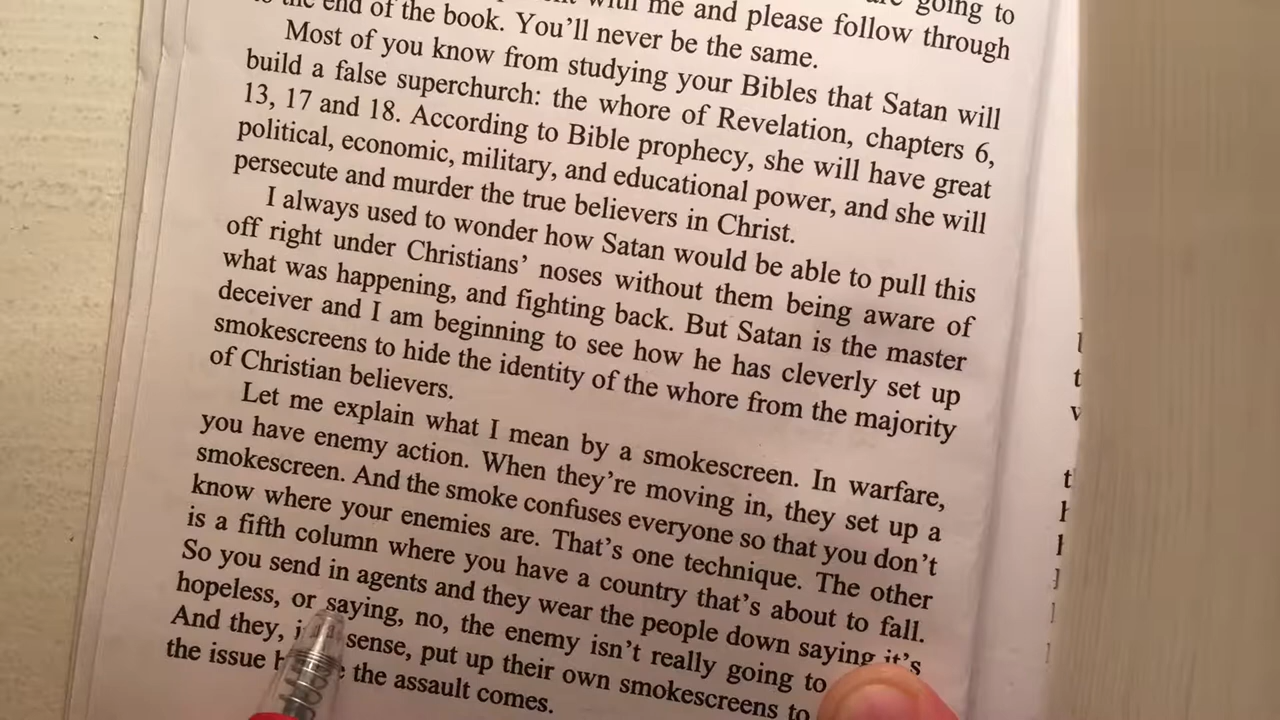 going to
with me and please follow through
the end of the book. You'll never be the same.
Most of you know from studying your Bibles that Satan will
build a false superchurch: the whore of Revelation, chapters 6,
13, 17 and 18. According to Bible prophecy, she will have great
political, economic, military, and educational power, and she will
persecute and murder the true believers in Christ.
I always used to wonder how Satan would be able to pull this
off right under Christians' noses without them being aware of
what was happening, and fighting back. But Satan is the master
deceiver and I am beginning to see how he has cleverly set up
smokescreens to hide the identity of the whore from the majority
of Christian believers.
Let me explain what I mean by a smokescreen. In warfare,
you have enemy action. When they're moving in, they set up a
smokescreen. And the smoke confuses everyone so that you don't
know where your enemies are. That's one technique. The other
is a fifth column where you have a country that's about to fall.
So you send in agents and they wear the people down saying it's
hopeless, or saying, no, the enemy isn't really going to
And they, sense, put up their own smokescreens to
the issue the assault comes.